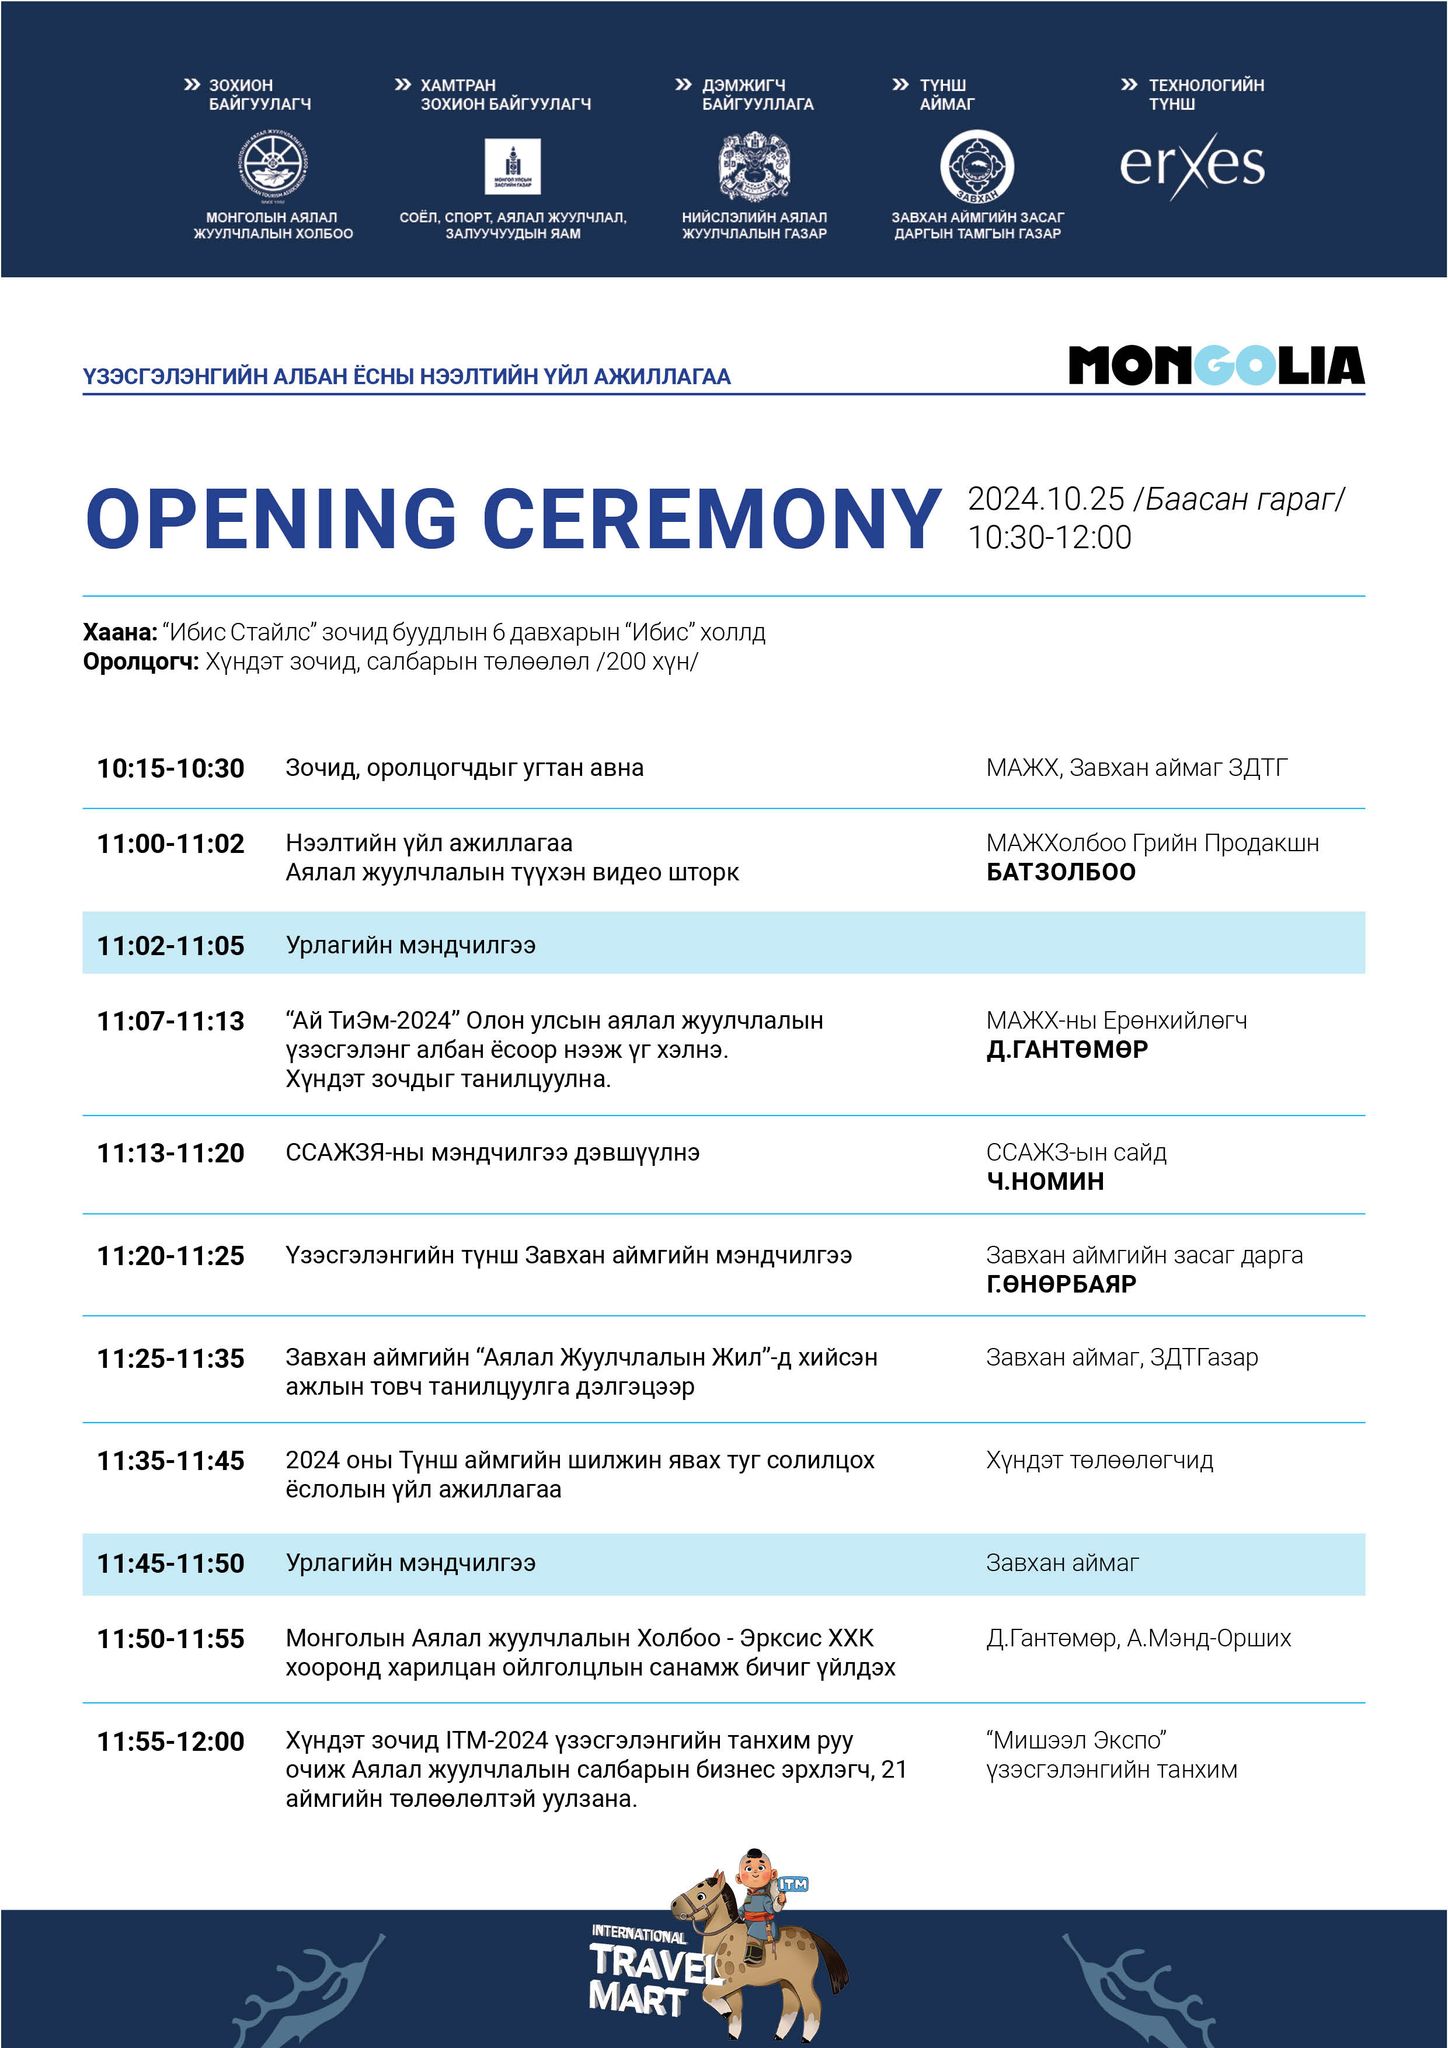 ЗОХИОН
БАЙГУУЛАГЧ
МОНГОЛЫН АЯЛАЛ
ЖУУЛЧЛАЛЫН ХОЛБОО
ХАМТРАН
ЗОХИОН БАЙГУУЛАГЧ
МОНГОЛ УЛСЫН
ЗАСГИЙН ГАЗАР
СОЁЛ, СПОРТ, АЯЛАЛ ЖУУЛЧЛАЛ,
ЗАЛУУЧУУДЫН ЯАМ
ДЭМЖИГЧ
БАЙГУУЛЛАГА
НИЙСЛЭЛИЙН АЯЛАЛ
ЖУУЛЧЛАЛЫН ГАЗАР
ТҮНШ
АЙМАГ
ЗАВХАН
ЗАВХАН АЙМГИЙН ЗАСАГ
ДАРГЫН ТАМГЫН ГАЗАР
ТЕХНОЛОГИЙН
ТҮНШ
erxes
ҮЗЭСГЭЛЭНГИЙН АЛБАН ЁСНЫ НЭЭЛТИЙН ҮЙЛ АЖИЛЛАГАА
MONGOLIA
OPENING CEREMONY
2024.10.25 /Баасан гараг/
10:30-12:00
Хаана: “Ибис Стайлс” зочид буудлын 6 давхарын “Ибис” холлд
Оролцогч: Хүндэт зочид, салбарын төлөөлөл /200 хүн/
10:15-10:30 Зочид, оролцогчдыг угтан авна МАЖХ, Завхан аймаг ЗДТГ
11:00-11:02 Нээлтийн үйл ажиллагаа МАЖХолбоо Грийн Продакшн
Аялал жуулчлалын түүхэн видео шторк БАТЗОЛБОО
11:02-11:05 Урлагийн мэндчилгээ
11:07-11:13 “Ай ТиЭм-2024” Олон улсын аялал жуулчлалын МАЖХ-ны Ерөнхийлөгч
үзэсгэлэнг албан ёсоор нээж үг хэлнэ. Д.ГАНТӨМӨР
Хүндэт зочдыг танилцуулна.
11:13-11:20 ССАЖЗЯ-ны мэндчилгээ дэвшүүлнэ ССАЖЗ-ын сайд
Ч.НОМИН
11:20-11:25 Үзэсгэлэнгийн түнш Завхан аймгийн мэндчилгээ Завхан аймгийн засаг дарга
Г.ӨНӨРБАЯР
11:25-11:35 Завхан аймгийн “Аялал Жуулчлалын Жил”-д хийсэн Завхан аймаг, ЗДТГазар
ажлын товч танилцуулга дэлгэцээр
11:35-11:45 2024 оны Түнш аймгийн шилжин явах туг солилцох Хүндэт төлөөлөгчид
ёслолын үйл ажиллагаа
11:45-11:50 Урлагийн мэндчилгээ Завхан аймаг
11:50-11:55 Монголын Аялал жуулчлалын Холбоо - Эрксис ХХК Д.Гантөмөр, А.Мэнд-Орших
хооронд харилцан ойлголцлын санамж бичиг үйлдэх
11:55-12:00 Хүндэт зочид ITM-2024 үзэсгэлэнгийн танхим руу “Мишээл Экспо”
очиж Аялал жуулчлалын салбарын бизнес эрхлэгч, 21 үзэсгэлэнгийн танхим
аймгийн төлөөлөлтэй уулзана.
ITM
INTERNATIONAL
TRAVEL
MART